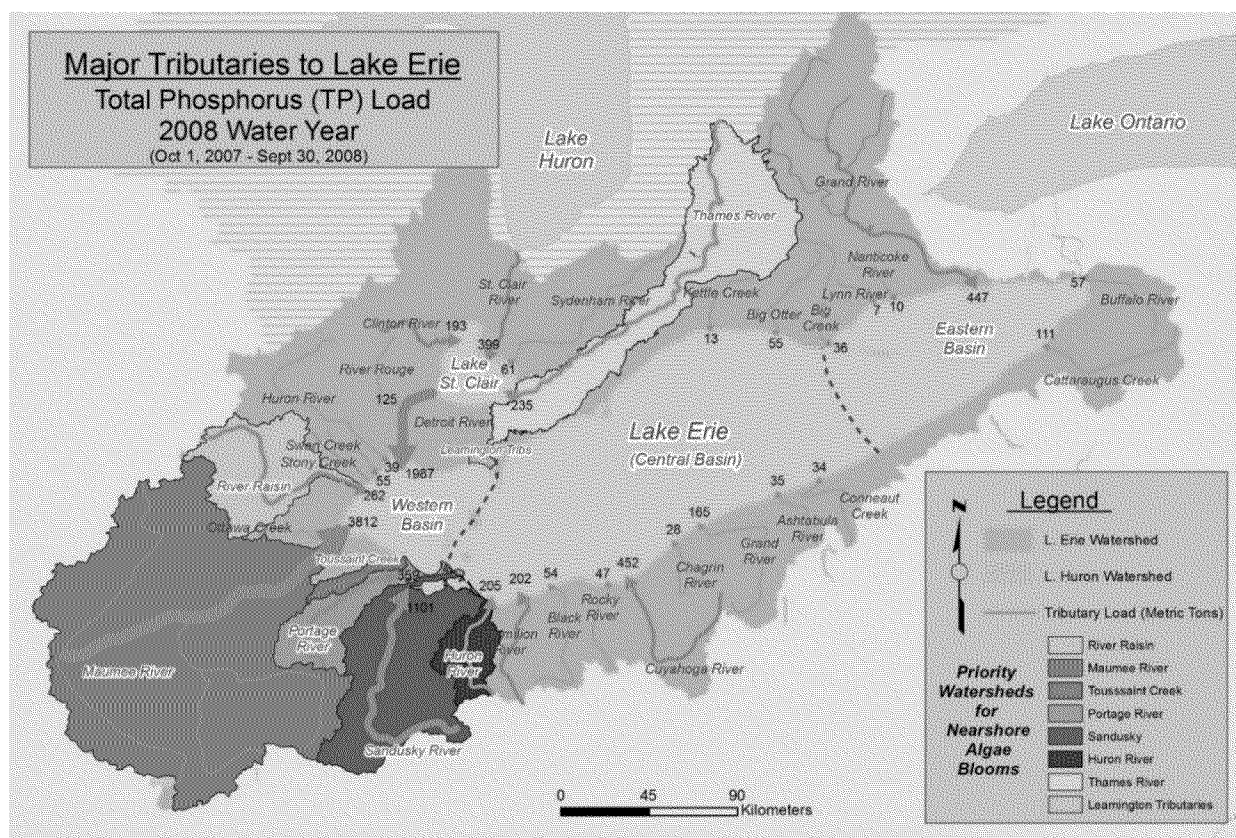 Major Tributaries to Lake Erie
Total Phosphorus (TP) Load
2008 Water Year
(Oct 1, 2007 - Sept 30, 2008)
Lake
Huron
Lake Ontario
Grand River
Thames River
Nanticoke
River
St. Clair
River
Sydenham River
Kettle Creek
Lynn River
7
10
447
57
Buffalo River
Clinton River
193
399
Big Otter
Big
Creek
13
55
36
Eastern
Basin
111
Cattaraugus Creek
River Rouge
Lake
St. Clair
61
125
235
Huron River
Detroit River
Lake Erie
(Central Basin)
Swan Creek
Stony Creek
Leamington Tribs
39
1987
55
262
River Raisin
Western
Basin
35
34
Conneaut
Creek
Ottawa Creek
3812
165
28
Ashtabula
River
Grand
River
Toussaint Creek
452
Chagrin
River
205
202
54
47
Rocky
River
1101
Black
River
Portage
River
River
Huron
River
Maumee River
Cuyahoga River
Sandusky River
0
45
90
Kilometers
Legend
N
L. Erie Watershed
L. Huron Watershed
Tributary Load (Metric Tons)
Priority
Watersheds
for
Nearshore
Algae
Blooms
River Raisin
Maumee River
Tousssaint Creek
Portage River
Sandusky
Huron River
Thames River
Leamington Tributaries